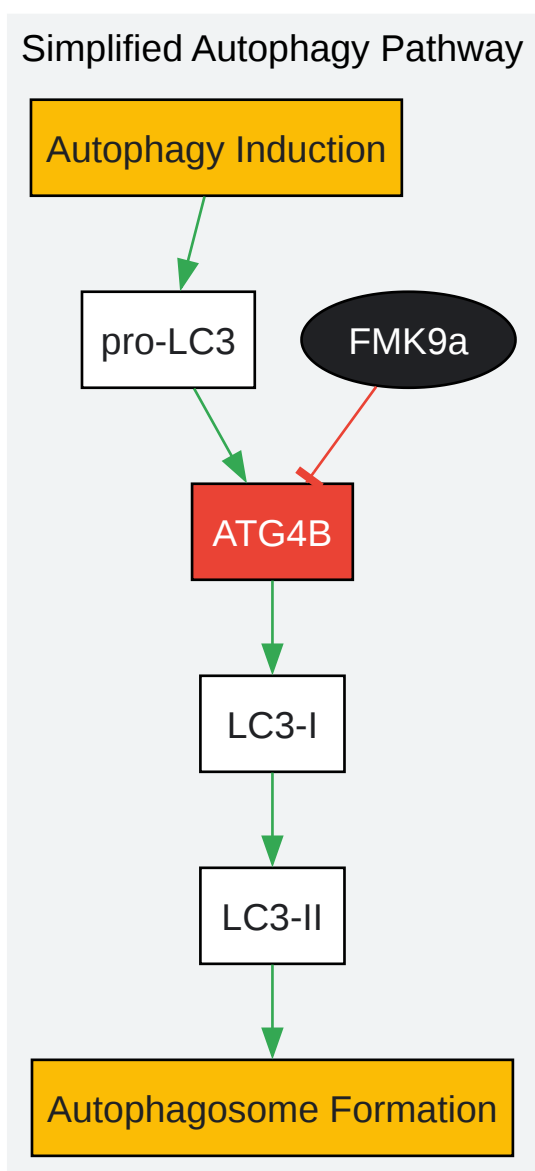 Simplified Autophagy Pathway
Autophagy Induction
pro-LC3
FMK9a
ATG4B
LC3-I
LC3-II
Autophagosome Formation